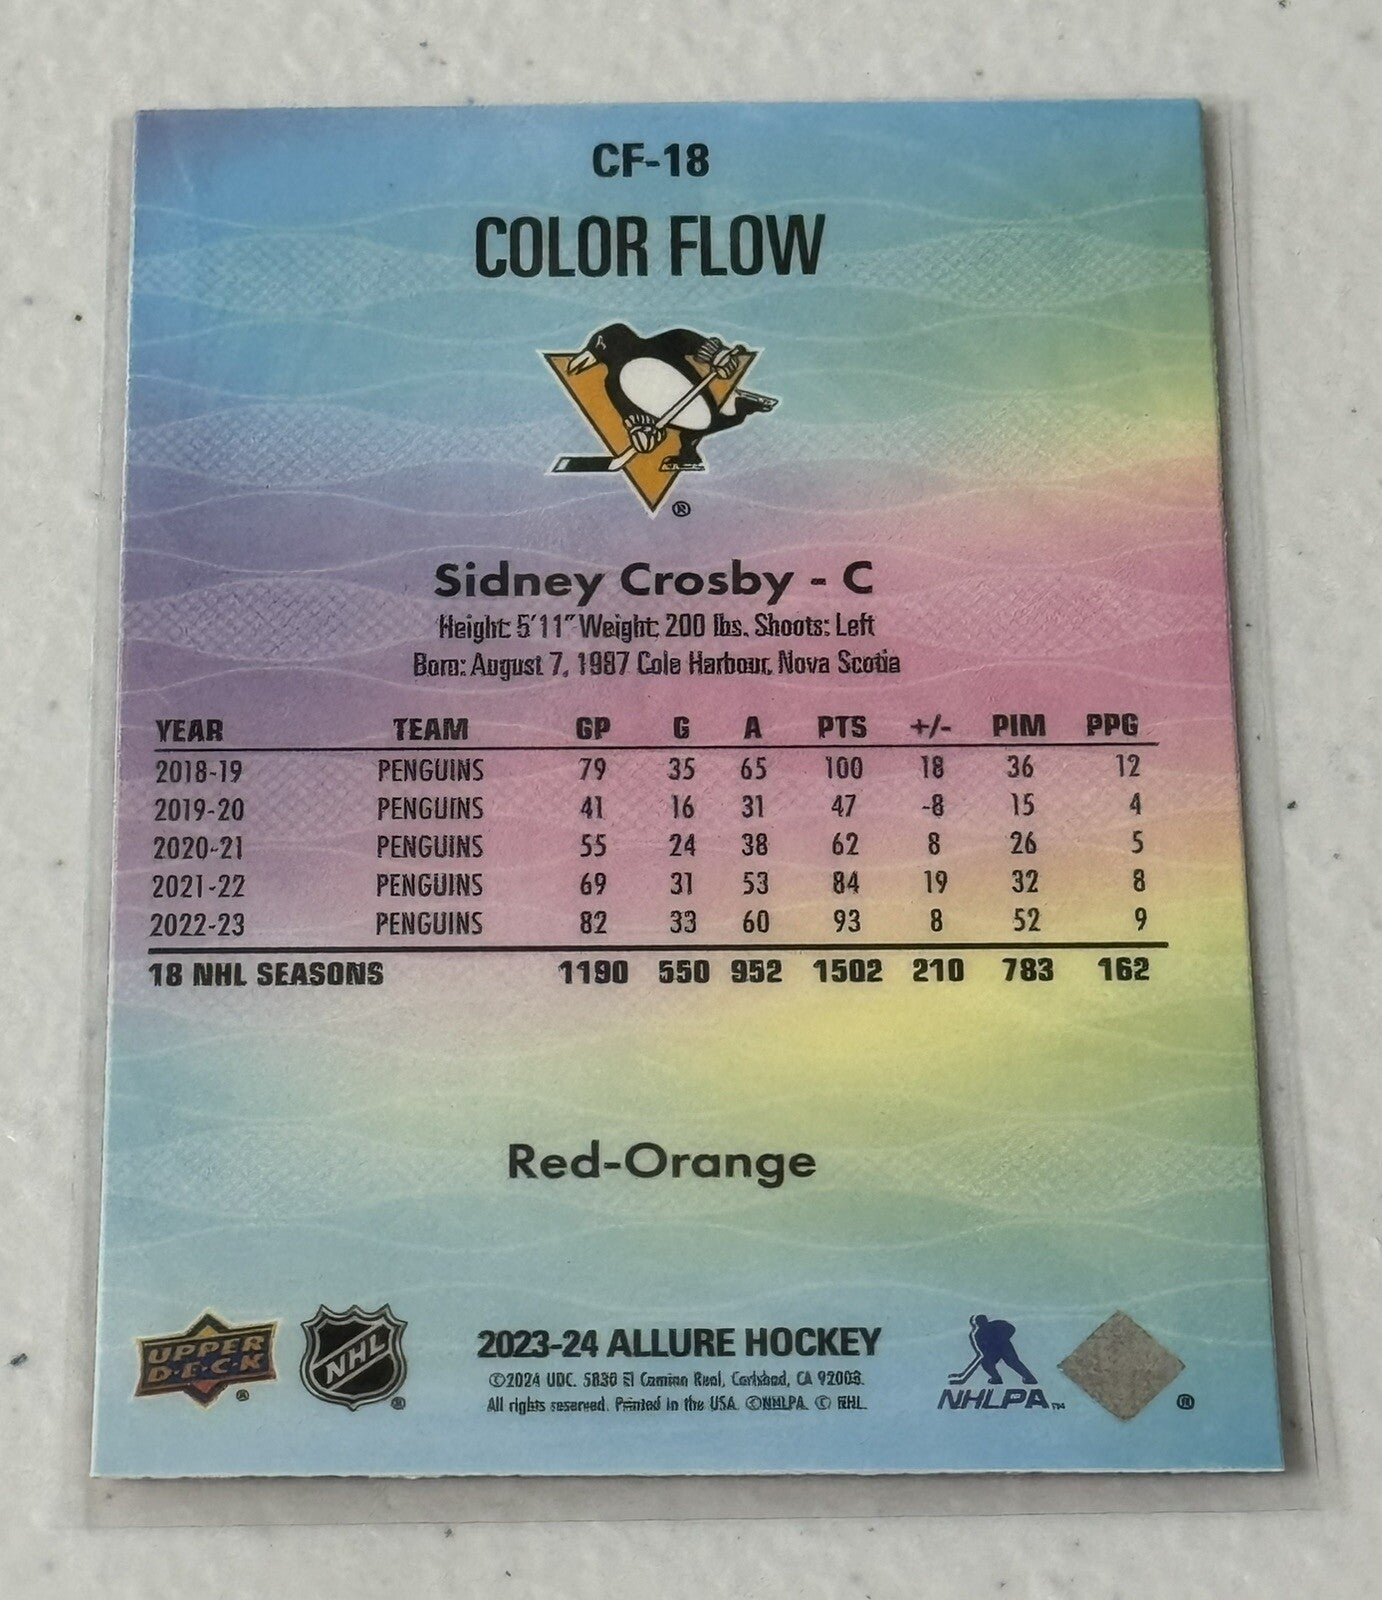 CF-18
COLOR FLOW
®
Sidney Crosby - C
Height: 5'11" Weight: 200 lbs. Shoots: Left
Born: August 7, 1987 Cole Harbour, Nova Scotia
YEAR TEAM GP G A PTS +/- PIM PPG
2018-19 PENGUINS 79 35 65 100 18 36 12
2019-20 PENGUINS 41 16 31 47 -8 15 4
2020-21 PENGUINS 55 24 38 62 8 26 5
2021-22 PENGUINS 69 31 53 84 19 32 8
2022-23 PENGUINS 82 33 60 93 8 52 9
18 NHL SEASONS 1190 550 952 1502 210 783 162
Red-Orange
UPPER
D·E·C·K ®
NHL ®
2023-24 ALLURE HOCKEY
©2024 UDC. 5830 El Camino Real, Carlsbad, CA 92008.
All rights reserved. Printed in the USA. ©NHLPA. © NHL.
NHLPA™ ®